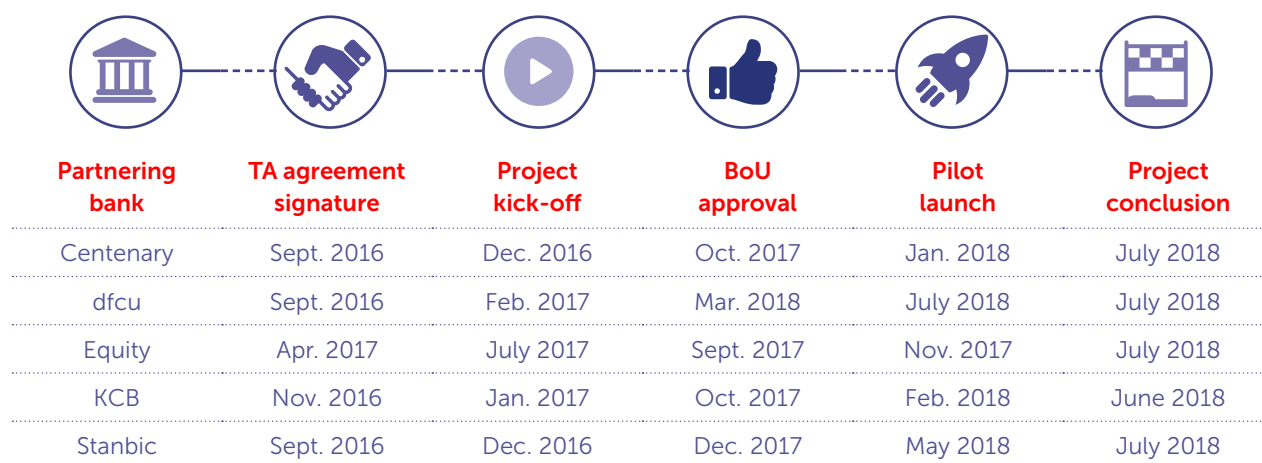 Partnering bank TA agreement signature Project kick-off BoU approval Pilot launch Project conclusion
Centenary Sept. 2016 Dec. 2016 Oct. 2017 Jan. 2018 July 2018
dfcu Sept. 2016 Feb. 2017 Mar. 2018 July 2018 July 2018
Equity Apr. 2017 July 2017 Sept. 2017 Nov. 2017 July 2018
KCB Nov. 2016 Jan. 2017 Oct. 2017 Feb. 2018 June 2018
Stanbic Sept. 2016 Dec. 2016 Dec. 2017 May 2018 July 2018